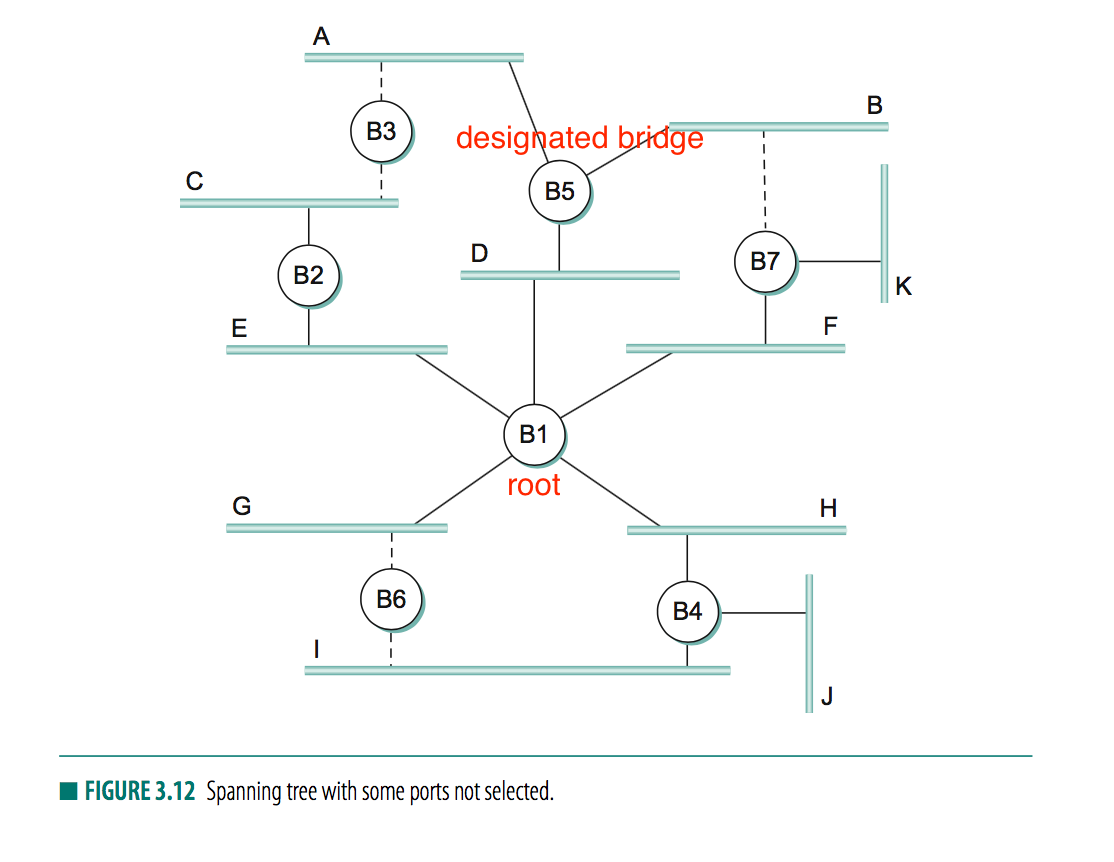 A
B
B3
designated bridge
C
B5
D
B7
B2
K
E
F
B1
root
G
H
B6
B4
I
J
FIGURE 3.12 Spanning tree with some ports not selected.